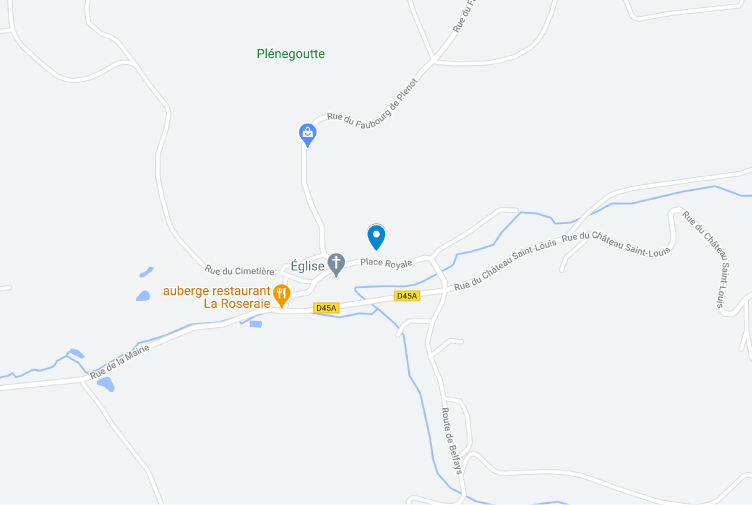 Rue du F
Plénegoutte
Rue du Faubourg de Plenot
Rue du Château Saint-Louis
Rue du Château Saint-Louis
Rue du Château Saint-Louis
Place Royale
Église
Rue du Cimetière
auberge restaurant
La Roseraie
D45A
D45A
Rue de la Mairie
Route de Belfays